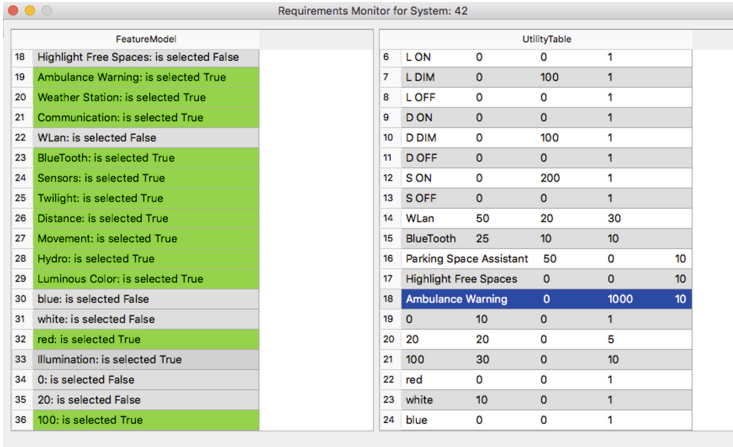 Requirements Monitor for System: 42
FeatureModel
18 Highlight Free Spaces: is selected False
19 Ambulance Warning: is selected True
20 Weather Station: is selected True
21 Communication: is selected True
22 WLan: is selected False
23 BlueTooth: is selected True
24 Sensors: is selected True
25 Twilight: is selected True
26 Distance: is selected True
27 Movement: is selected True
28 Hydro: is selected True
29 Luminous Color: is selected True
30 blue: is selected False
31 white: is selected False
32 red: is selected True
33 Illumination: is selected True
34 0: is selected False
35 20: is selected False
36 100: is selected True
UtilityTable
6 L ON 0 0 1
7 L DIM 0 100 1
8 L OFF 0 0 1
9 D ON 0 0 1
10 D DIM 0 100 1
11 D OFF 0 0 1
12 S ON 0 200 1
13 S OFF 0 0 1
14 WLan 50 20 30
15 BlueTooth 25 10 10
16 Parking Space Assistant 50 0 10
17 Highlight Free Spaces 0 0 10
18 Ambulance Warning 0 1000 10
19 0 10 0 1
20 20 20 0 5
21 100 30 0 10
22 red 0 0 1
23 white 10 0 1
24 blue 0 0 1